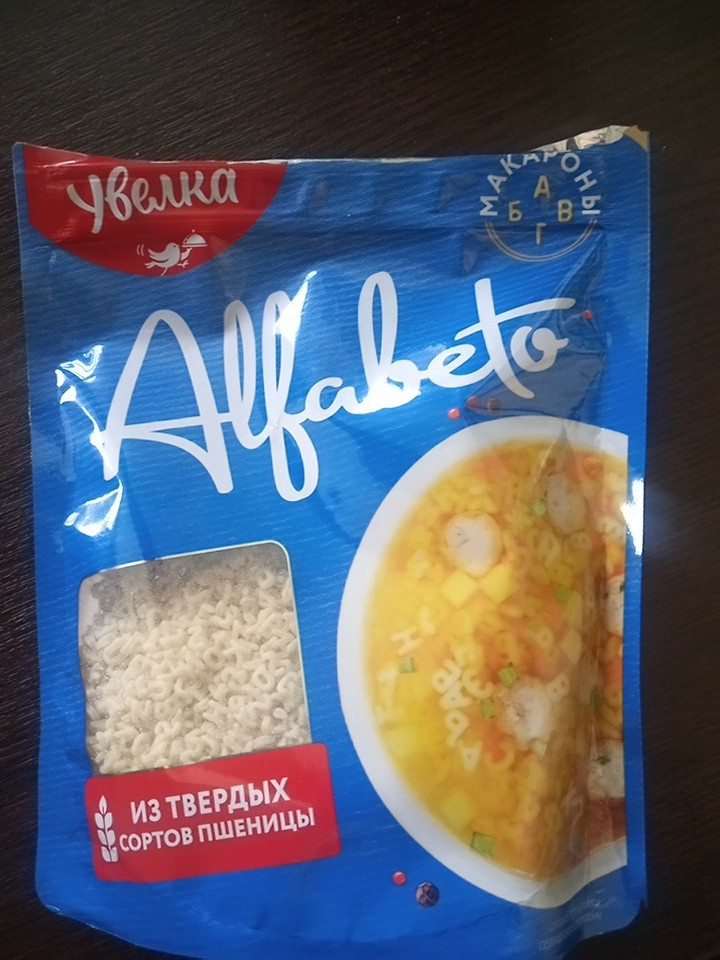 Увелка
МАКАРОНЫ
А
Б В
Г
Alfabeto
ИЗ ТВЕРДЫХ
СОРТОВ ПШЕНИЦЫ